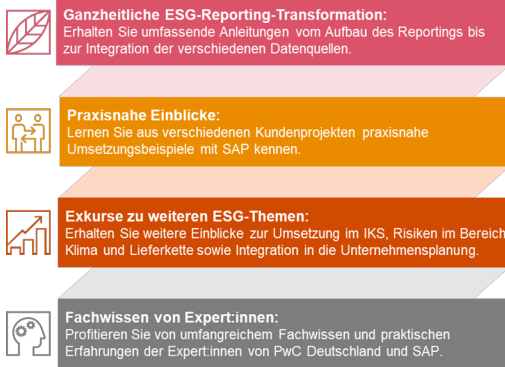 Ganzheitliche ESG-Reporting-Transformation:
Erhalten Sie umfassende Anleitungen vom Aufbau des Reportings bis
zur Integration der verschiedenen Datenquellen.
Praxisnahe Einblicke:
Lernen Sie aus verschiedenen Kundenprojekten praxisnahe
Umsetzungsbeispiele mit SAP kennen.
Exkurse zu weiteren ESG-Themen:
Erhalten Sie weitere Einblicke zur Umsetzung im IKS, Risiken im Bereich
Klima und Lieferkette sowie Integration in die Unternehmensplanung.
Fachwissen von Expert:innen:
Profitieren Sie von umfangreichem Fachwissen und praktischen
Erfahrungen der Expert:innen von PwC Deutschland und SAP.